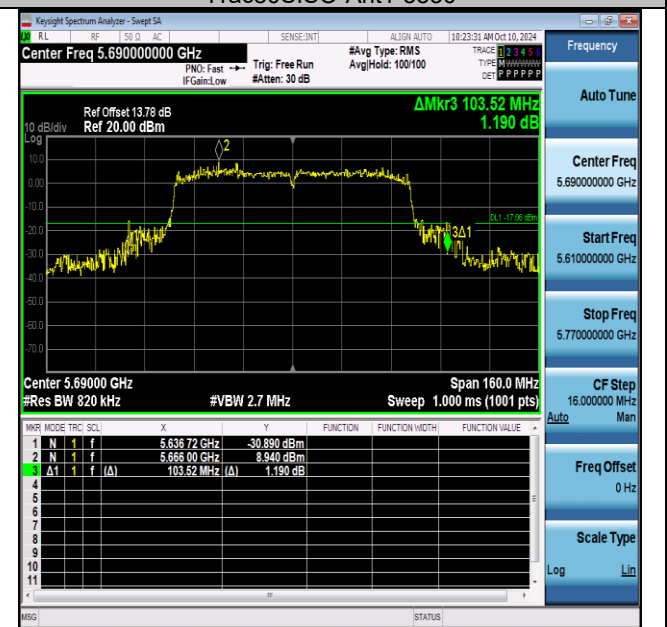 Keysight Spectrum Analyzer - Swept SA
RL RF 50 Ω AC SENSE:INT ALIGN AUTO 10:23:31 AM Oct 10, 2024
Center Freq 5.690000000 GHz
#Avg Type: RMS
Avg|Hold: 100/100
PNO: Fast
IFGain:Low
Trig: Free Run
#Atten: 30 dB
TRACE 1 2 3 4 5 6
TYPE M
DET P P P P P P
Ref Offset 13.78 dB
Ref 20.00 dBm
10 dB/div
Log
ΔMkr3 103.52 MHz
1.190 dB
10.0
0.00
-10.0
-20.0
-30.0
-40.0
-50.0
-60.0
-70.0
2
DL1 -17.06 dBm
3Δ1
Center 5.69000 GHz
Span 160.0 MHz
#Res BW 820 kHz
#VBW 2.7 MHz
Sweep 1.000 ms (1001 pts)
MKR MODE TRC SCL X Y FUNCTION FUNCTION WIDTH FUNCTION VALUE
1 N 1 f 5.636 72 GHz -30.890 dBm
2 N 1 f 5.666 00 GHz 8.940 dBm
3 Δ1 1 f (Δ) 103.52 MHz (Δ) 1.190 dB
4
5
6
7
8
9
10
11
MSG
STATUS
Frequency
Auto Tune
Center Freq
5.690000000 GHz
Start Freq
5.610000000 GHz
Stop Freq
5.770000000 GHz
CF Step
16.000000 MHz
Auto Man
Freq Offset
0 Hz
Scale Type
Log Lin